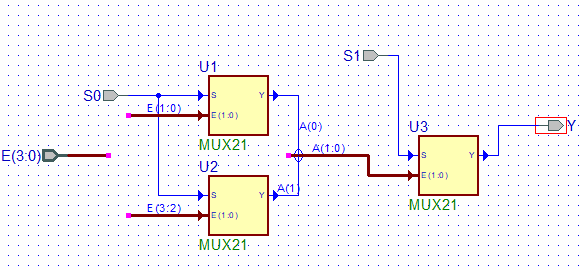 S1
U1
S0
S Y
E(1:0)
E(1:0)
A(0)
U3
MUX21
Y
E(3:0)
U2
A(1:0)
S Y
E(1:0)
S Y
A(1)
E(3:2)
E(1:0)
MUX21
MUX21